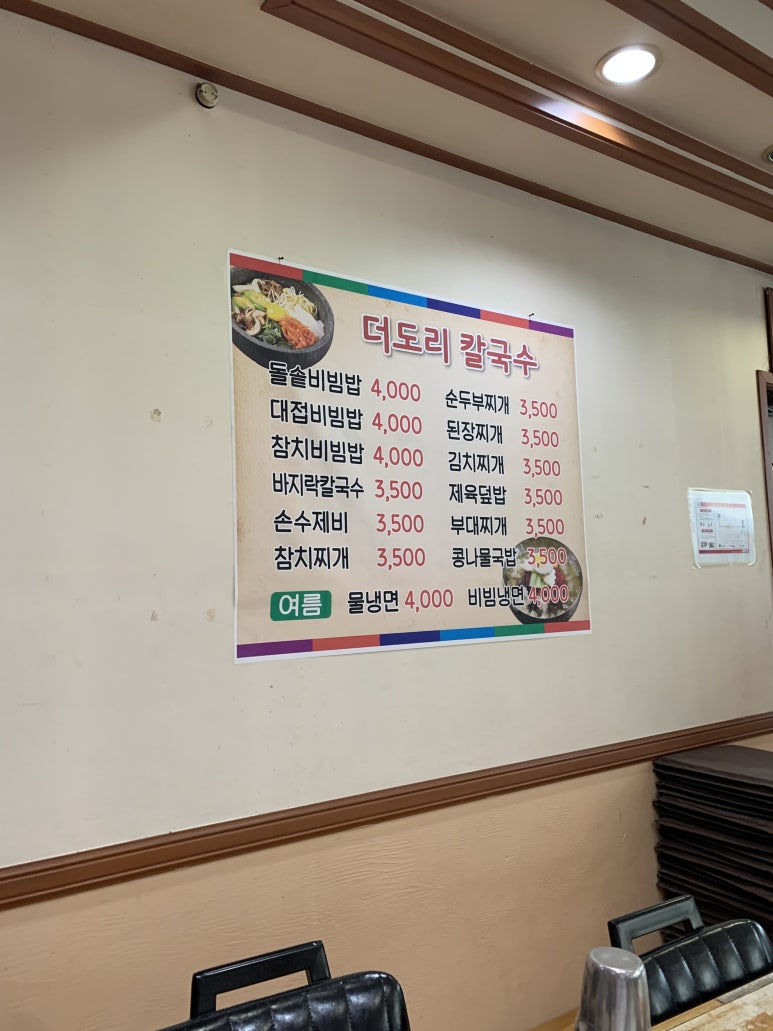 더도리 칼국수
돌솥비빔밥 4,000
대접비빔밥 4,000
참치비빔밥 4,000
바지락칼국수 3,500
손수제비 3,500
참치찌개 3,500
순두부찌개 3,500
된장찌개 3,500
김치찌개 3,500
제육덮밥 3,500
부대찌개 3,500
콩나물국밥 3,500
여름 물냉면 4,000 비빔냉면 4,000